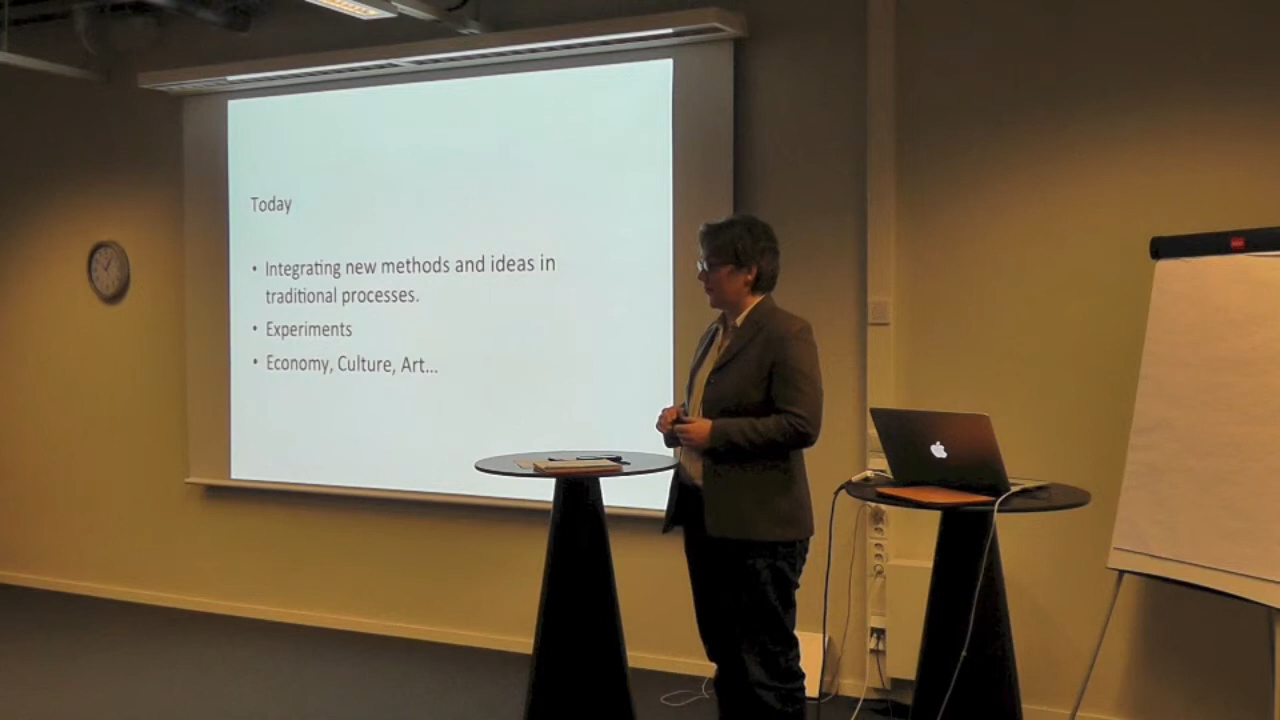 Today
• Integrating new methods and ideas in
traditional processes.
• Experiments
• Economy, Culture, Art...